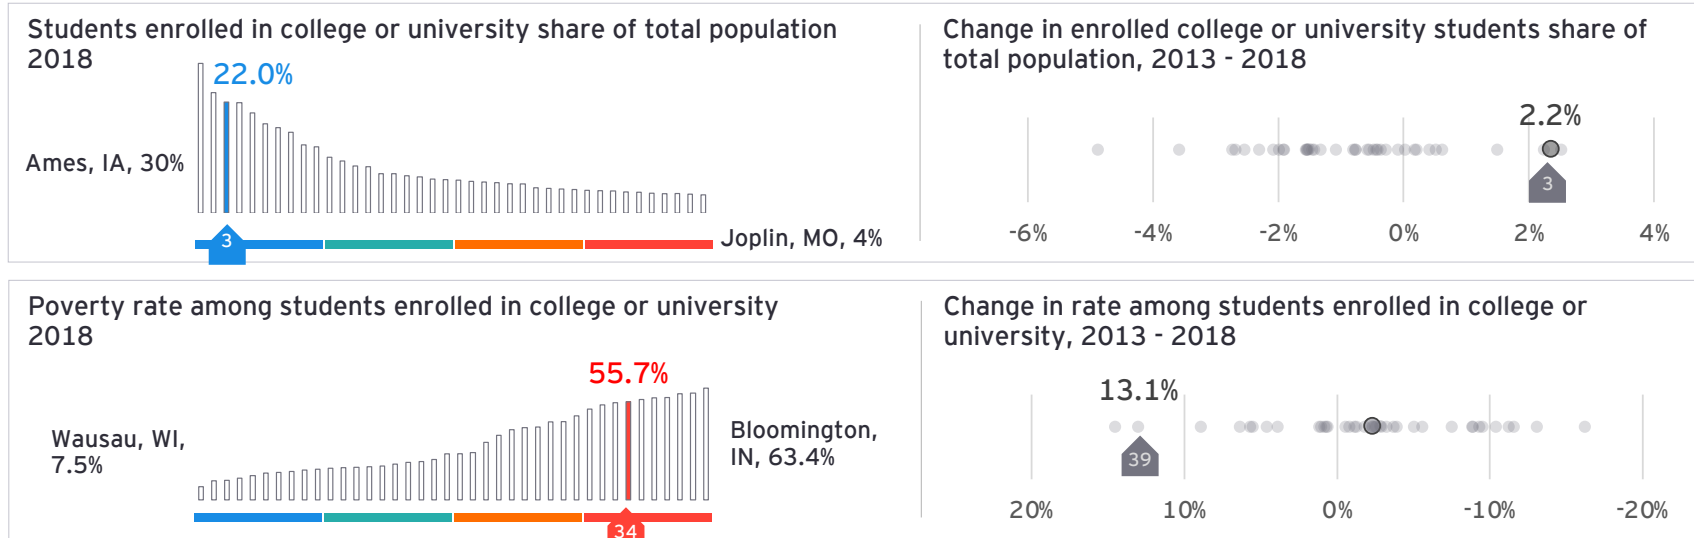 Students enrolled in college or university share of total population
2018
22.0%
Ames, IA, 30%
3
Joplin, MO, 4%
Change in enrolled college or university students share of
total population, 2013 - 2018
2.2%
3
-6%
-4%
-2%
0%
2%
4%
Poverty rate among students enrolled in college or university
2018
55.7%
Wausau, WI,
7.5%
Bloomington,
IN, 63.4%
34
Change in rate among students enrolled in college or
university, 2013 - 2018
13.1%
39
20%
10%
0%
-10%
-20%